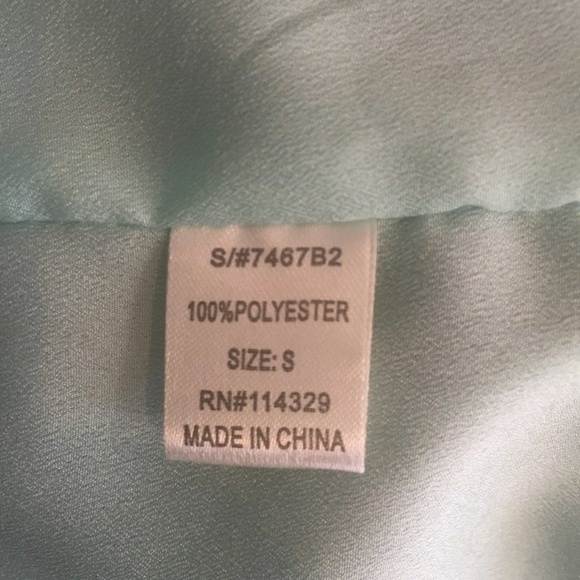 S/#7467B2
100%POLYESTER
SIZE: S
RN#114329
MADE IN CHINA